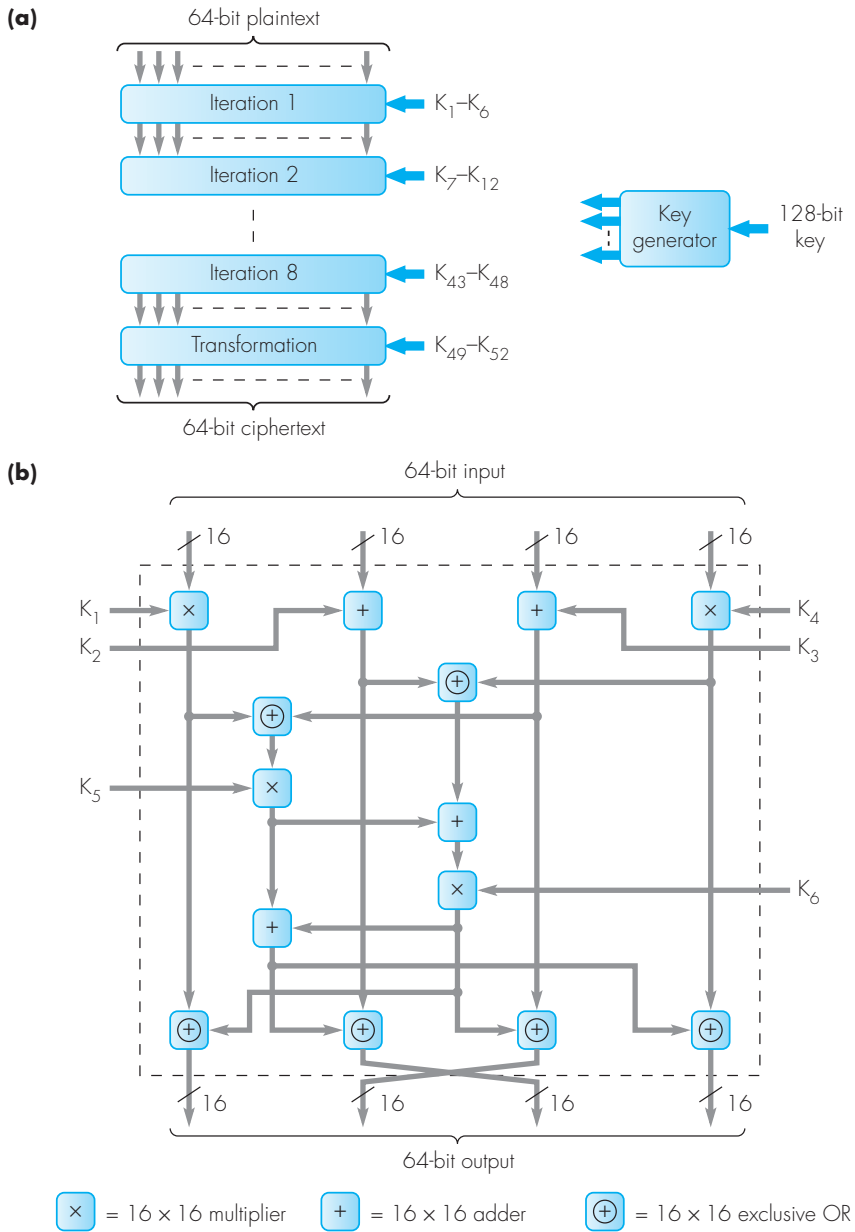 (a)
64-bit plaintext
Iteration 1
K1–K6
Iteration 2
K7–K12
Key
generator
128-bit
key
Iteration 8
K43–K48
Transformation
K49–K52
64-bit ciphertext
(b)
64-bit input
16 16 16 16
K1 × + + × K4
K2 K3
+
+
K5 ×
+
× K6
+
+ + + +
16 16 16 16
64-bit output
× = 16 × 16 multiplier
+ = 16 × 16 adder
⊕ = 16 × 16 exclusive OR